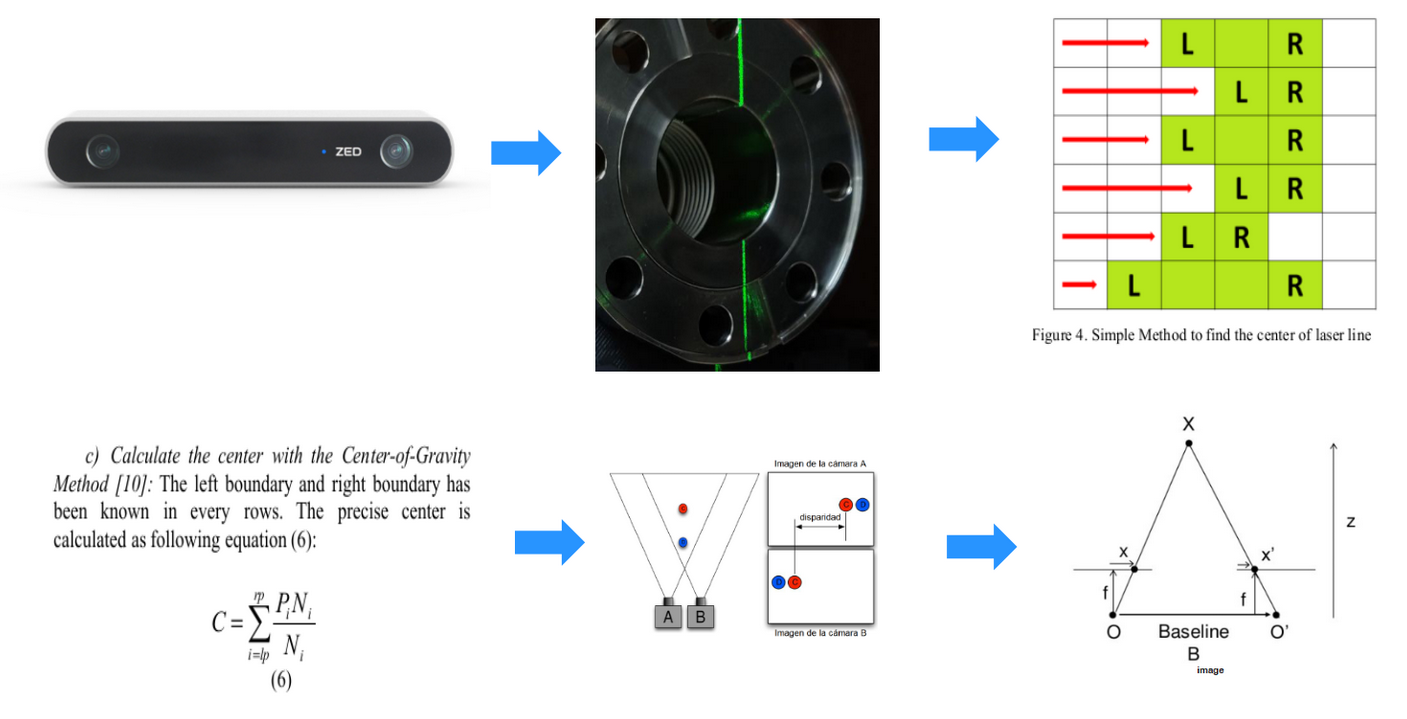 ZED
L R
L R
L R
L R
L R
L R
Figure 4. Simple Method to find the center of laser line
c) Calculate the center with the Center-of-Gravity
Method [10]: The left boundary and right boundary has
been known in every rows. The precise center is
calculated as following equation (6):
C = \sum_{i=lp}^{rp} \frac{P_i N_i}{N_i}
(6)
Imagen de la cámara A
C D
disparidad
D C
A B
Imagen de la cámara B
X
z
x x'
f f
O Baseline O'
B
image